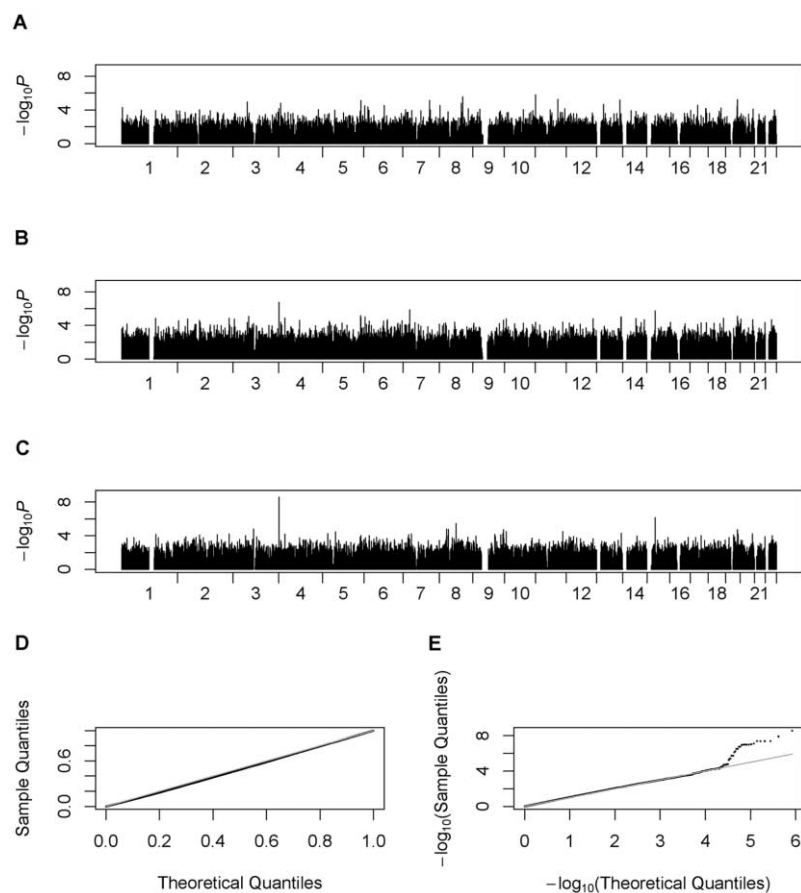 A
−log₁₀P
8
4
0
1 2 3 4 5 6 7 8 9 10 12 14 16 18 21
B
−log₁₀P
8
4
0
1 2 3 4 5 6 7 8 9 10 12 14 16 18 21
C
−log₁₀P
8
4
0
1 2 3 4 5 6 7 8 9 10 12 14 16 18 21
D
Sample Quantiles
0.6
0.0
0.0 0.2 0.4 0.6 0.8 1.0
Theoretical Quantiles
E
−log₁₀(Sample Quantiles)
8
4
0
0 1 2 3 4 5 6
−log₁₀(Theoretical Quantiles)